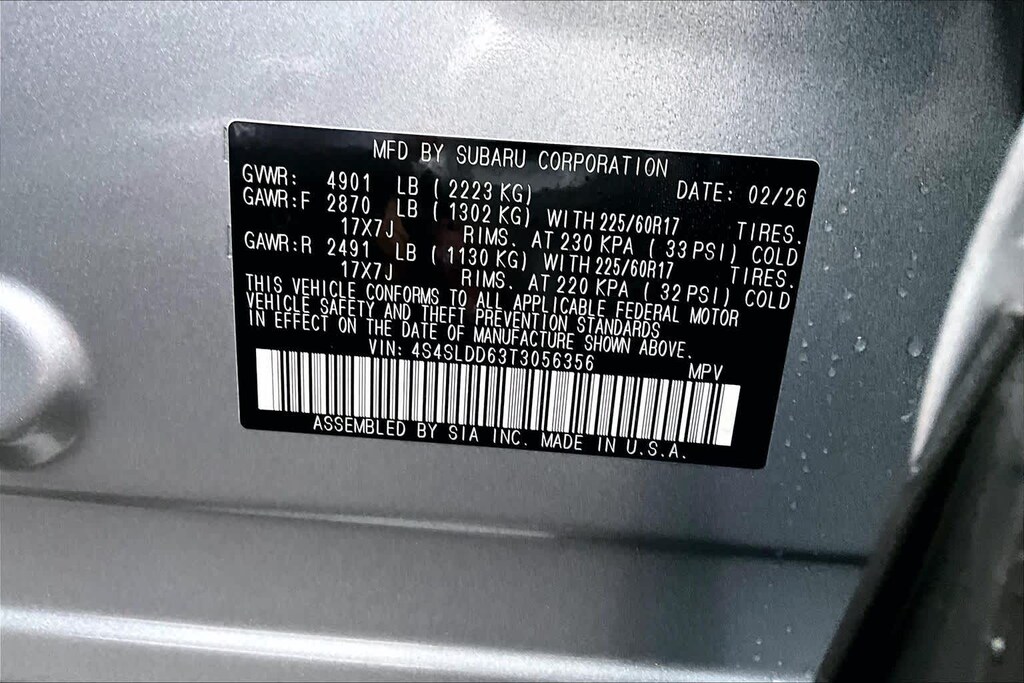 MFD BY SUBARU CORPORATION
GVWR: 4901 LB ( 2223 KG) DATE: 02/26
GAWR:F 2870 LB ( 1302 KG) WITH 225/60R17 TIRES.
17X7J RIMS. AT 230 KPA ( 33 PSI) COLD
GAWR:R 2491 LB ( 1130 KG) WITH 225/60R17 TIRES.
17X7J RIMS. AT 220 KPA ( 32 PSI) COLD
THIS VEHICLE CONFORMS TO ALL APPLICABLE FEDERAL MOTOR
VEHICLE SAFETY AND THEFT PREVENTION STANDARDS
IN EFFECT ON THE DATE OF MANUFACTURE SHOWN ABOVE.
VIN: 4S4SLDD63T3056356 MPV
ASSEMBLED BY SIA INC. MADE IN U.S.A.